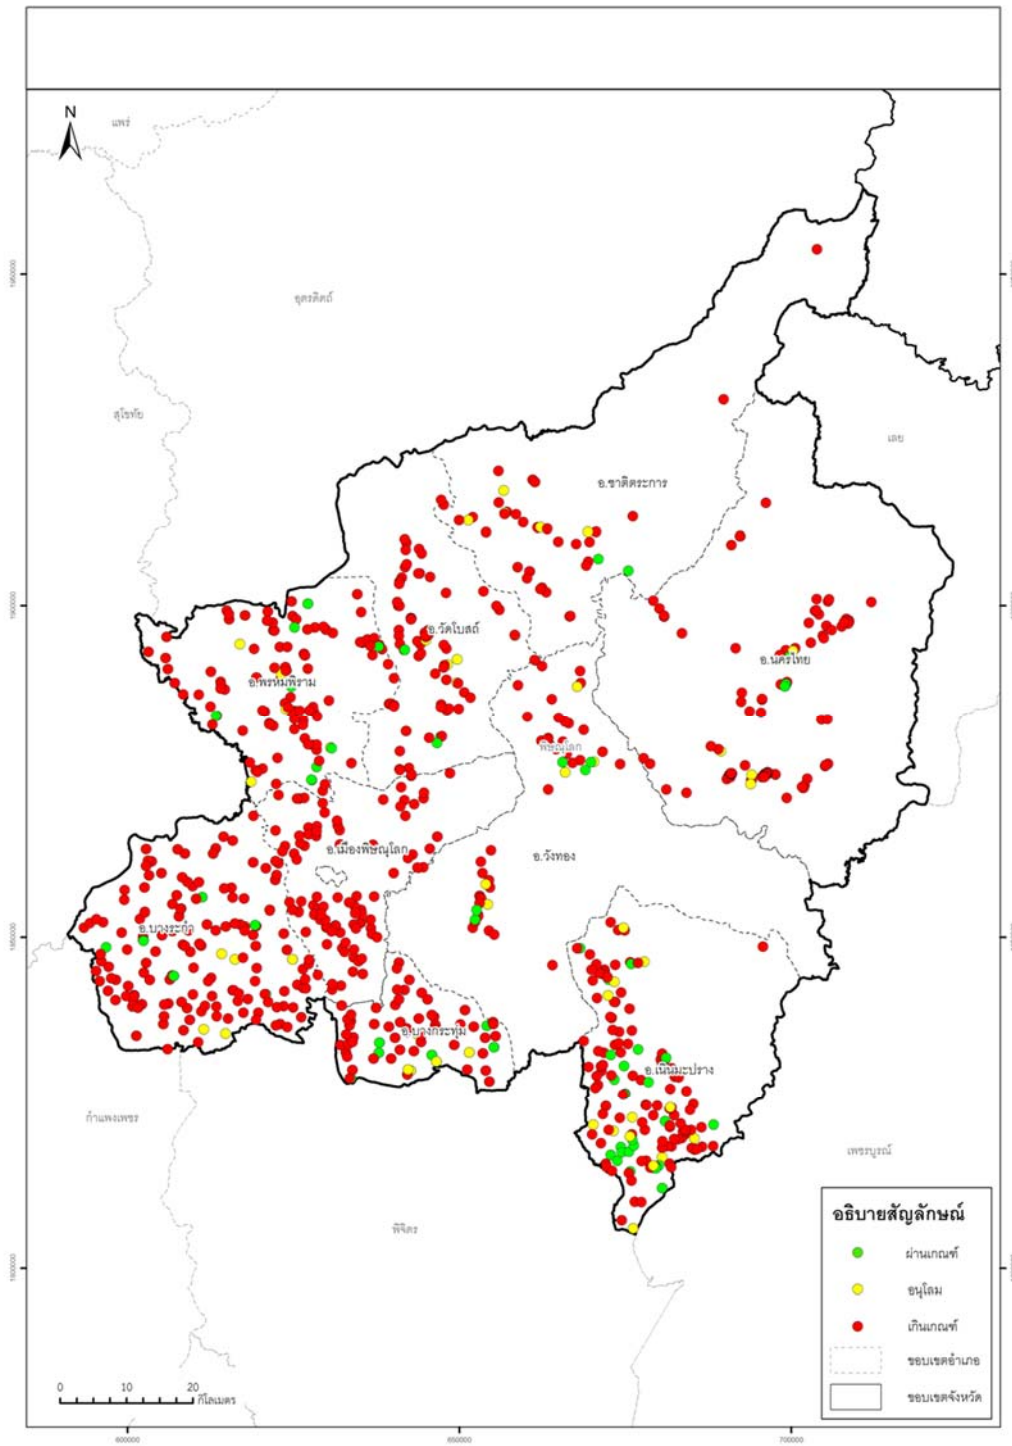 N
แพร่
1950000
อุตรดิตถ์
สุโขทัย
เลย
อ.ชาติตระการ
1900000
อ.วัดโบสถ์
อ.นครไทย
อ.พรหมพิราม
พิษณุโลก
อ.เมืองพิษณุโลก
อ.วังทอง
อ.บางระกำ
1850000
อ.บางกระทุ่ม
อ.เนินมะปราง
กำแพงเพชร
เพชรบูรณ์
พิจิตร
1800000
อธิบายสัญลักษณ์
ผ่านเกณฑ์
อนุโลม
เกินเกณฑ์
ขอบเขตอำเภอ
ขอบเขตจังหวัด
0 10 20
กิโลเมตร
600000 650000 700000